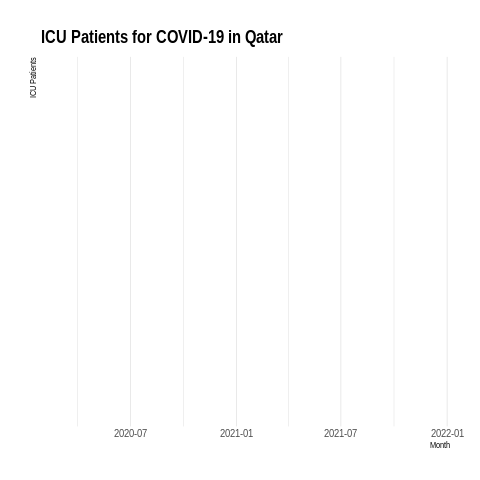 ICU Patients for COVID-19 in Qatar
ICU Patients
2020-07 2021-01 2021-07 2022-01
Month